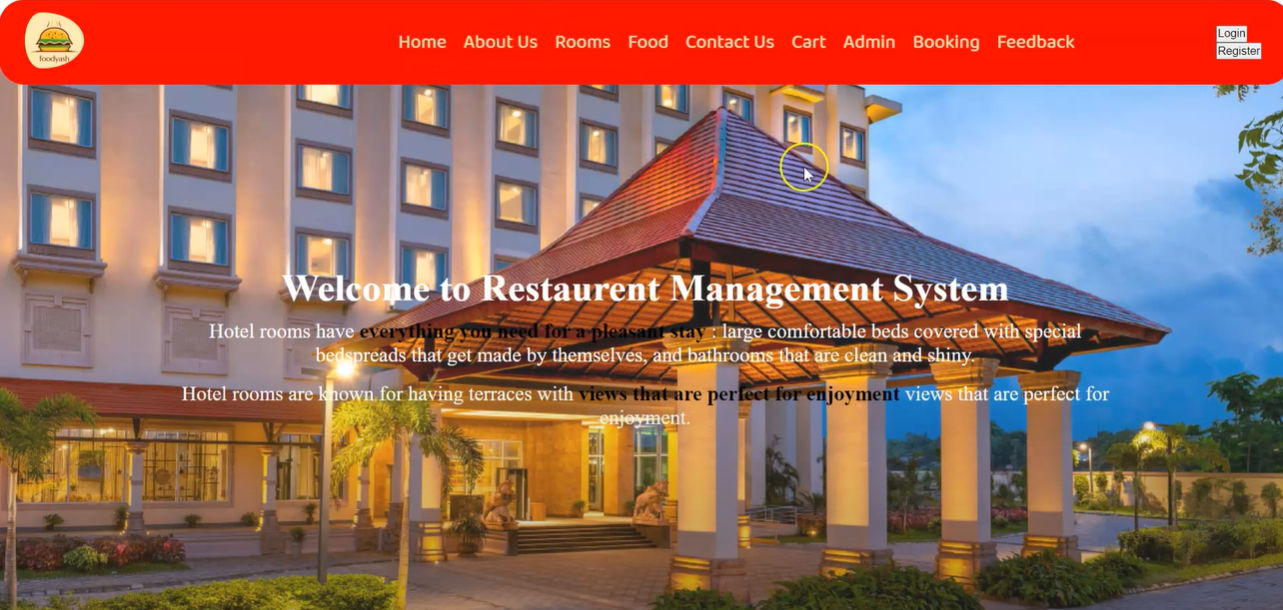 foodyash
Home About Us Rooms Food Contact Us Cart Admin Booking Feedback
Login
Register
Welcome to Restaurent Management System
Hotel rooms have everything you need for a pleasant stay : large comfortable beds covered with special
bedspreads that get made by themselves, and bathrooms that are clean and shiny.
Hotel rooms are known for having terraces with views that are perfect for enjoyment views that are perfect for
enjoyment.